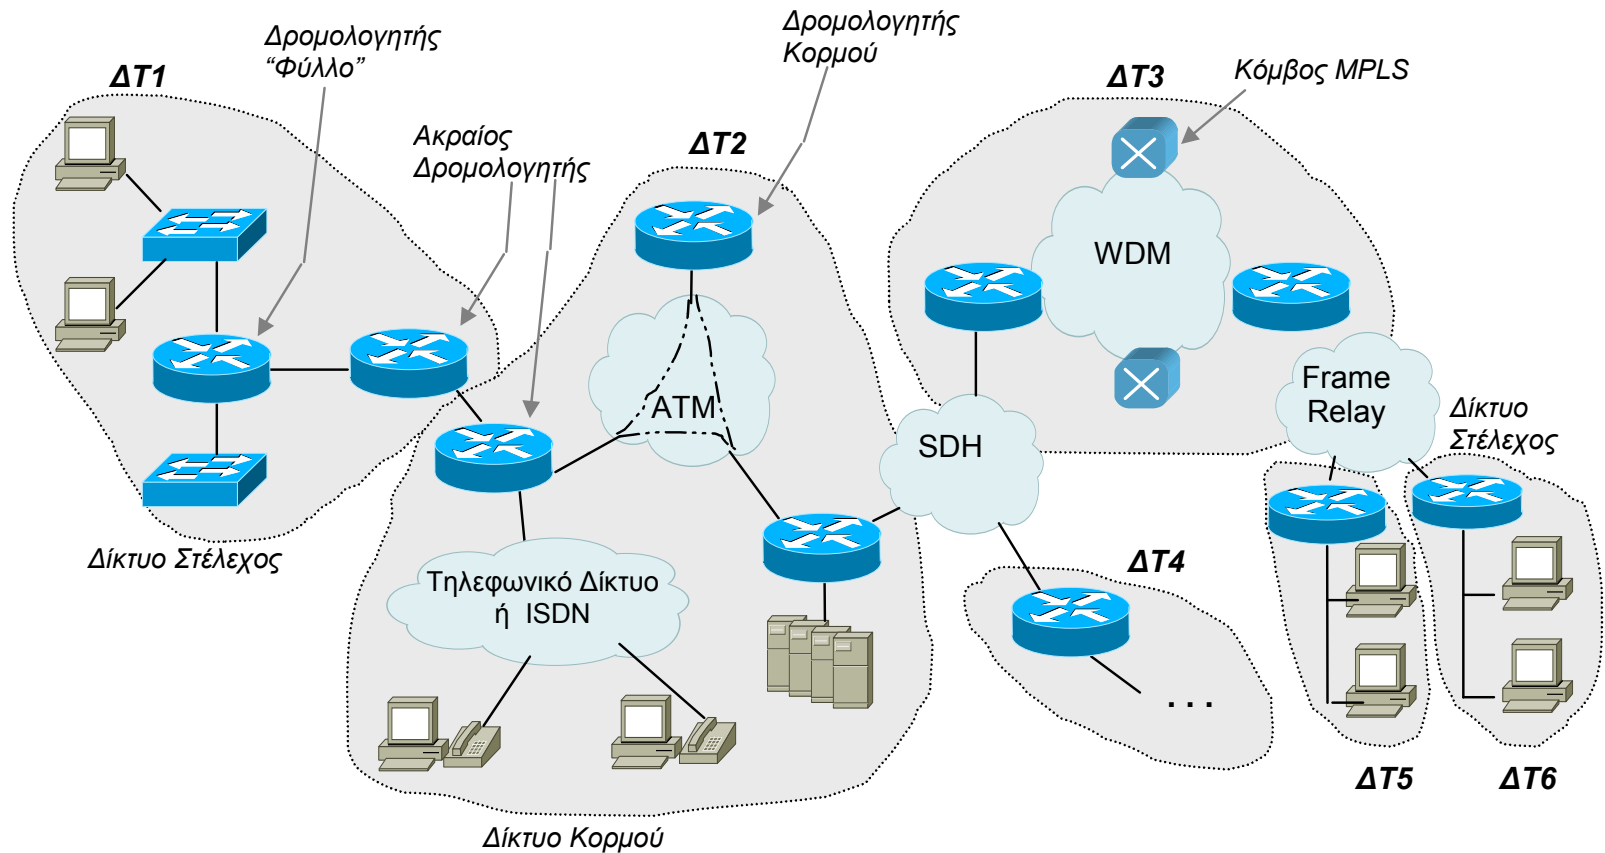 Δρομολογητής
“Φύλλο”
Δρομολογητής
Κορμού
ΔΤ1
ΔΤ3
Κόμβος MPLS
Ακραίος
Δρομολογητής
ΔΤ2
WDM
ATM
Frame
Relay
Δίκτυο
Στέλεχος
SDH
Δίκτυο Στέλεχος
Τηλεφωνικό Δίκτυο
ή ISDN
ΔΤ4
. . .
ΔΤ5
ΔΤ6
Δίκτυο Κορμού